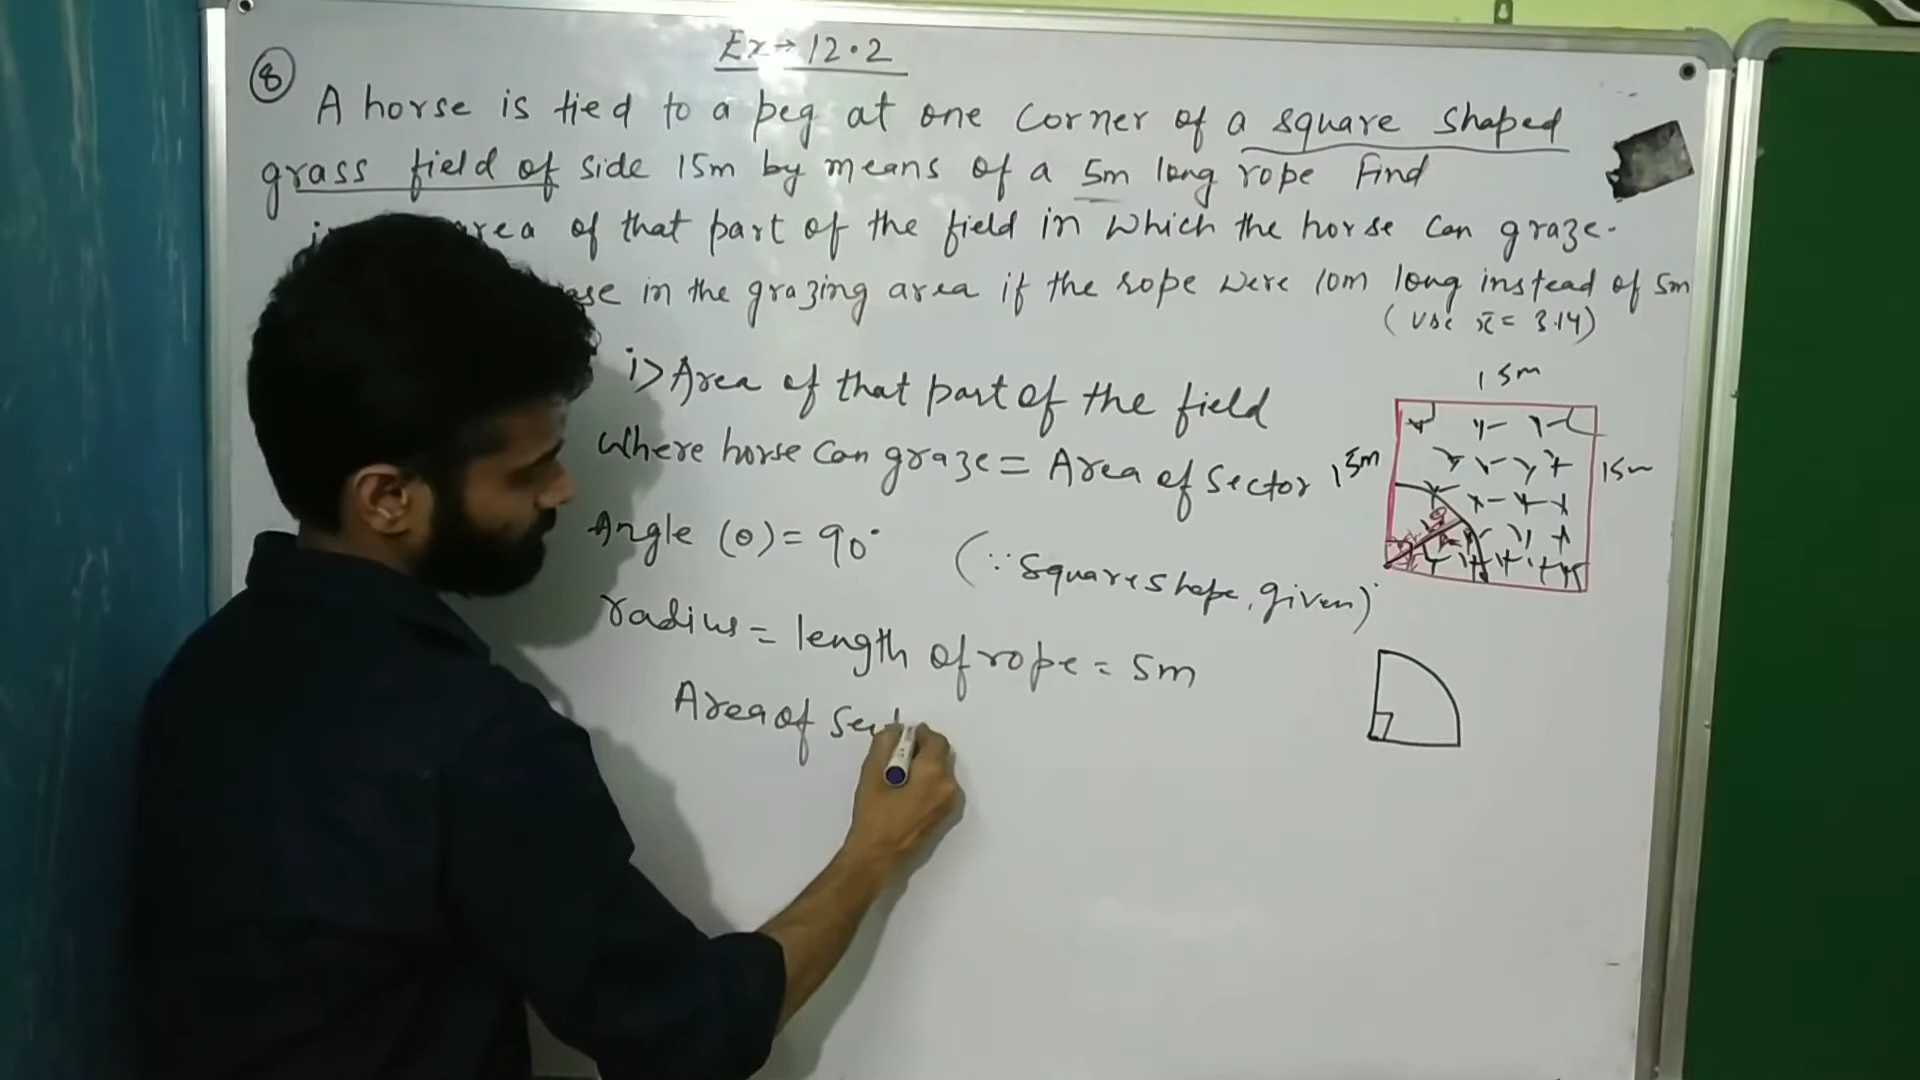 Ex→ 12.2
⑧ A horse is tied to a peg at one corner of a square shaped
grass field of side 15m by means of a 5m long rope Find
area of that part of the field in which the horse can graze.
in the grazing area if the rope were 10m long instead of 5m
(use π = 3.14)
i> Area of that part of the field
where horse can graze = Area of sector
Angle (θ) = 90°
(∵ square shape, given)
radius = length of rope = 5m
Area of sect
15m
15m
15m